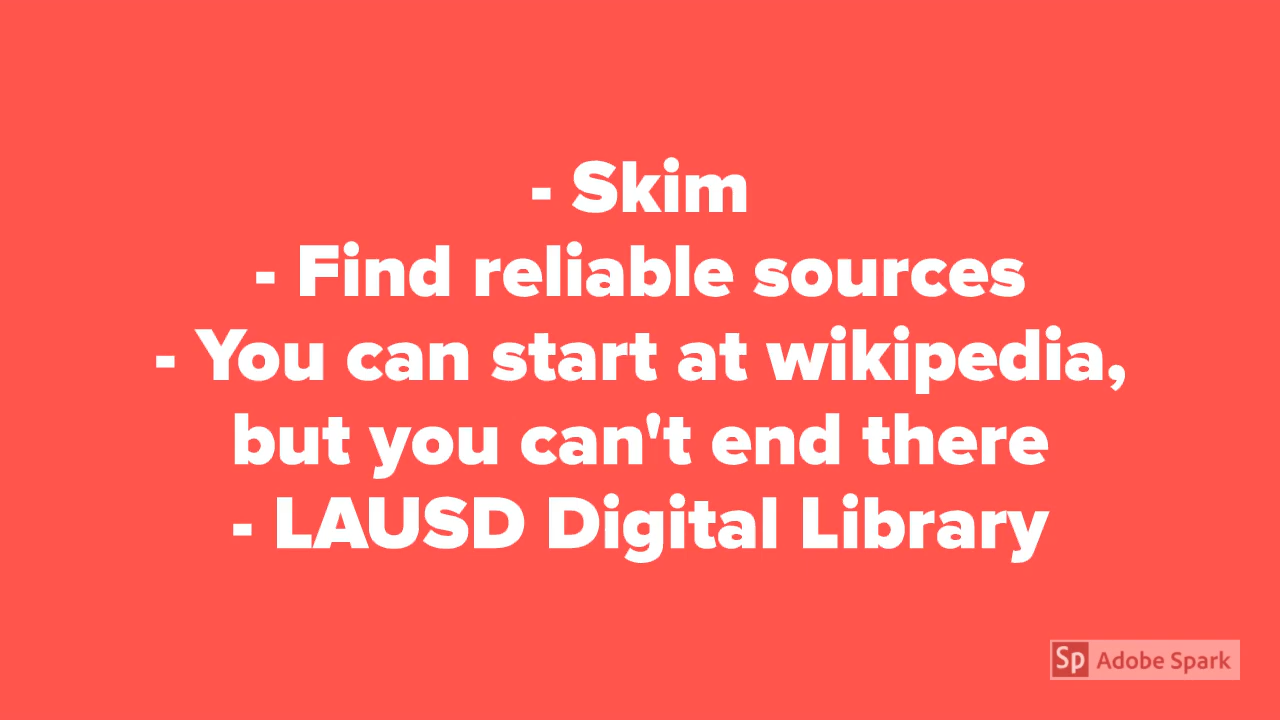 - Skim
- Find reliable sources
- You can start at wikipedia,
but you can't end there
- LAUSD Digital Library
Sp Adobe Spark